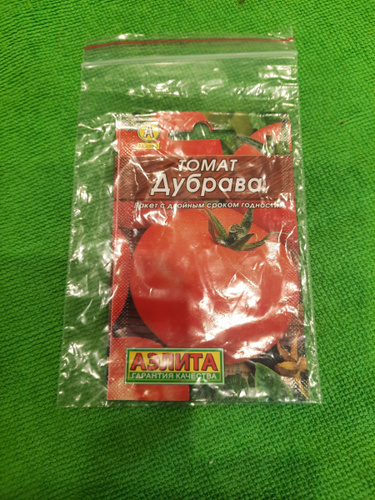 ТОМАТ
Дубрава
Пакет с двойным сроком годности
АЭЛИТА
ГАРАНТИЯ КАЧЕСТВА